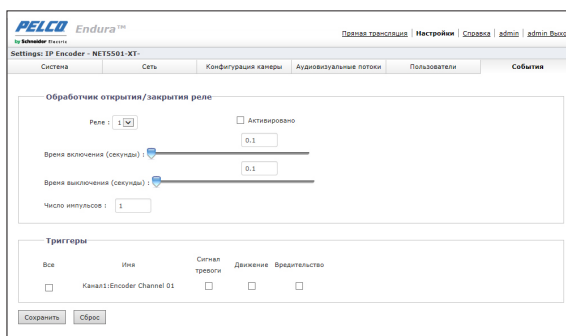 PELCO Endura™
by Schneider Electric
Прямая трансляция | Настройки | Справка | admin | admin Выхо
Settings: IP Encoder - NET5501-XT-
Система Сеть Конфигурация камеры Аудиовизуальные потоки Пользователи События
Обработчик открытия/закрытия реле
Реле : 1 Активировано
0.1
Время включения (секунды) :
0.1
Время выключения (секунды) :
Число импульсов : 1
Триггеры
Все Имя Сигнал тревоги Движение Вредительство
Канал1:Encoder Channel 01
Сохранить Сброс